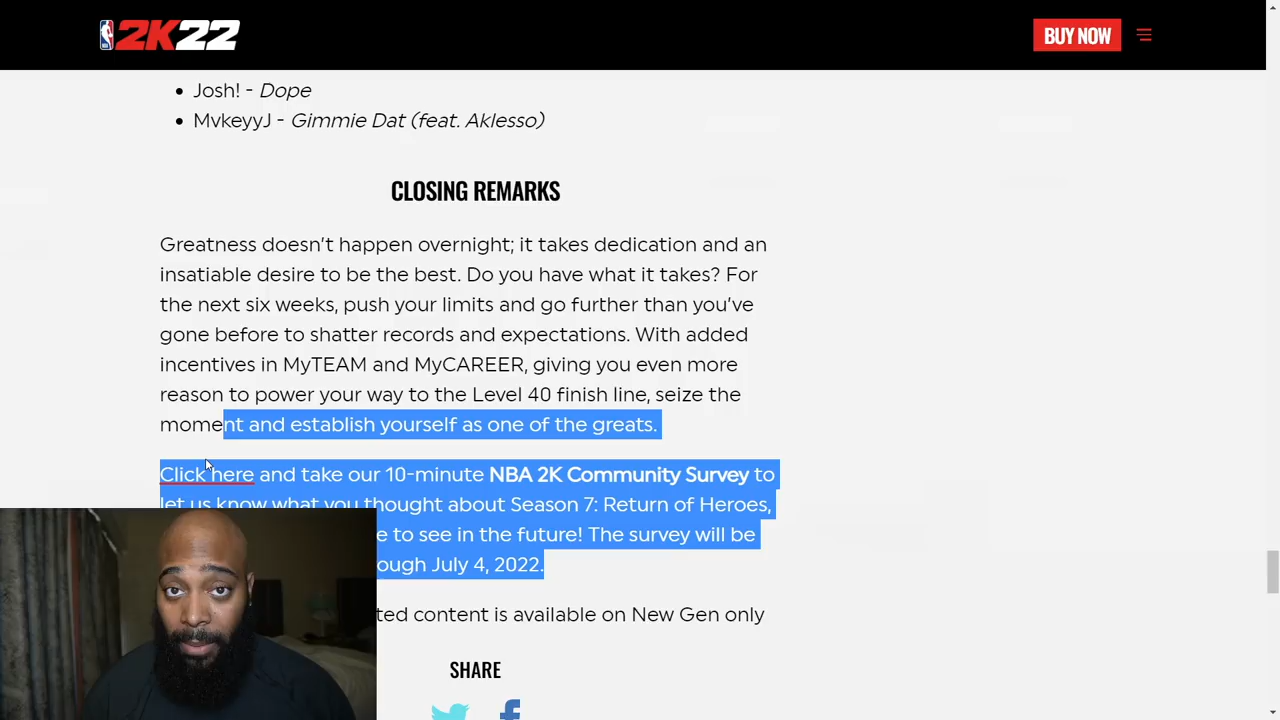 2K22
BUY NOW
Josh! - Dope
MvkeyyJ - Gimmie Dat (feat. Aklesso)
CLOSING REMARKS
Greatness doesn't happen overnight; it takes dedication and an
insatiable desire to be the best. Do you have what it takes? For
the next six weeks, push your limits and go further than you've
gone before to shatter records and expectations. With added
incentives in MyTEAM and MyCAREER, giving you even more
reason to power your way to the Level 40 finish line, seize the
moment and establish yourself as one of the greats.
Click here and take our 10-minute NBA 2K Community Survey to
let us know what you thought about Season 7: Return of Heroes,
e to see in the future! The survey will be
ough July 4, 2022.
ted content is available on New Gen only
SHARE